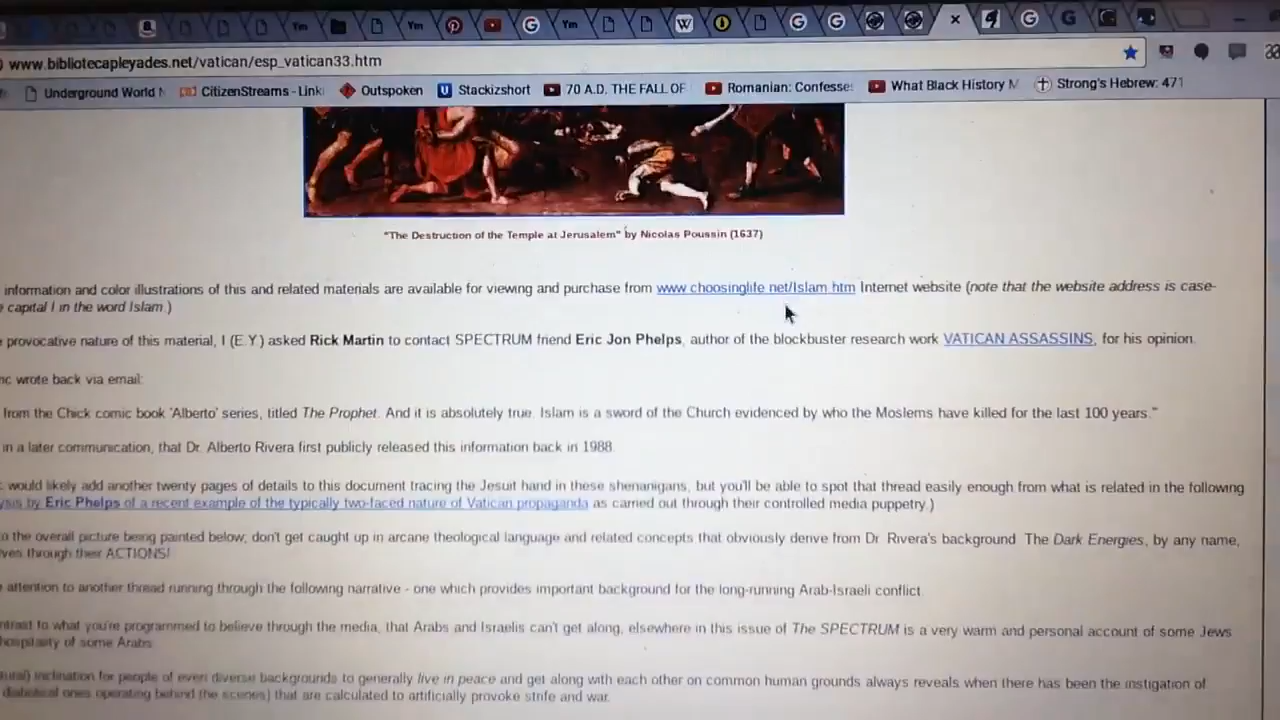 Ym
Ym
Ym
W
G
G
G
G
G
www.bibliotecapleyades.net/vatican/esp_vatican33.htm
Underground World
CitizenStreams - Link
Outspoken
Stackizshort
70 A.D. THE FALL OF
Romanian: Confesse
What Black History M
Strong's Hebrew: 471
"The Destruction of the Temple at Jerusalem" by Nicolas Poussin (1637)
information and color illustrations of this and related materials are available for viewing and purchase from www.choosinglife.net/Islam.htm Internet website (note that the website address is case-
capital I in the word Islam.)
provocative nature of this material, I (E.Y.) asked Rick Martin to contact SPECTRUM friend Eric Jon Phelps, author of the blockbuster research work VATICAN ASSASSINS, for his opinion.
wrote back via email:
from the Chick comic book 'Alberto' series, titled The Prophet. And it is absolutely true. Islam is a sword of the Church evidenced by who the Moslems have killed for the last 100 years."
in a later communication, that Dr. Alberto Rivera first publicly released this information back in 1988.
would likely add another twenty pages of details to this document tracing the Jesuit hand in these shenanigans, but you'll be able to spot that thread easily enough from what is related in the following
by Eric Phelps of a recent example of the typically two-faced nature of Vatican propaganda as carried out through their controlled media puppetry.)
the overall picture being painted below; don't get caught up in arcane theological language and related concepts that obviously derive from Dr. Rivera's background. The Dark Energies, by any name,
through their ACTIONS!
attention to another thread running through the following narrative - one which provides important background for the long-running Arab-Israeli conflict.
to what you're programmed to believe through the media, that Arabs and Israelis can't get along, elsewhere in this issue of The SPECTRUM is a very warm and personal account of some Jews
hospitality of some Arabs.
inclination for people of even diverse backgrounds to generally live in peace and get along with each other on common human grounds always reveals when there has been the instigation of
diabolical ones operating behind the scenes) that are calculated to artificially provoke strife and war.